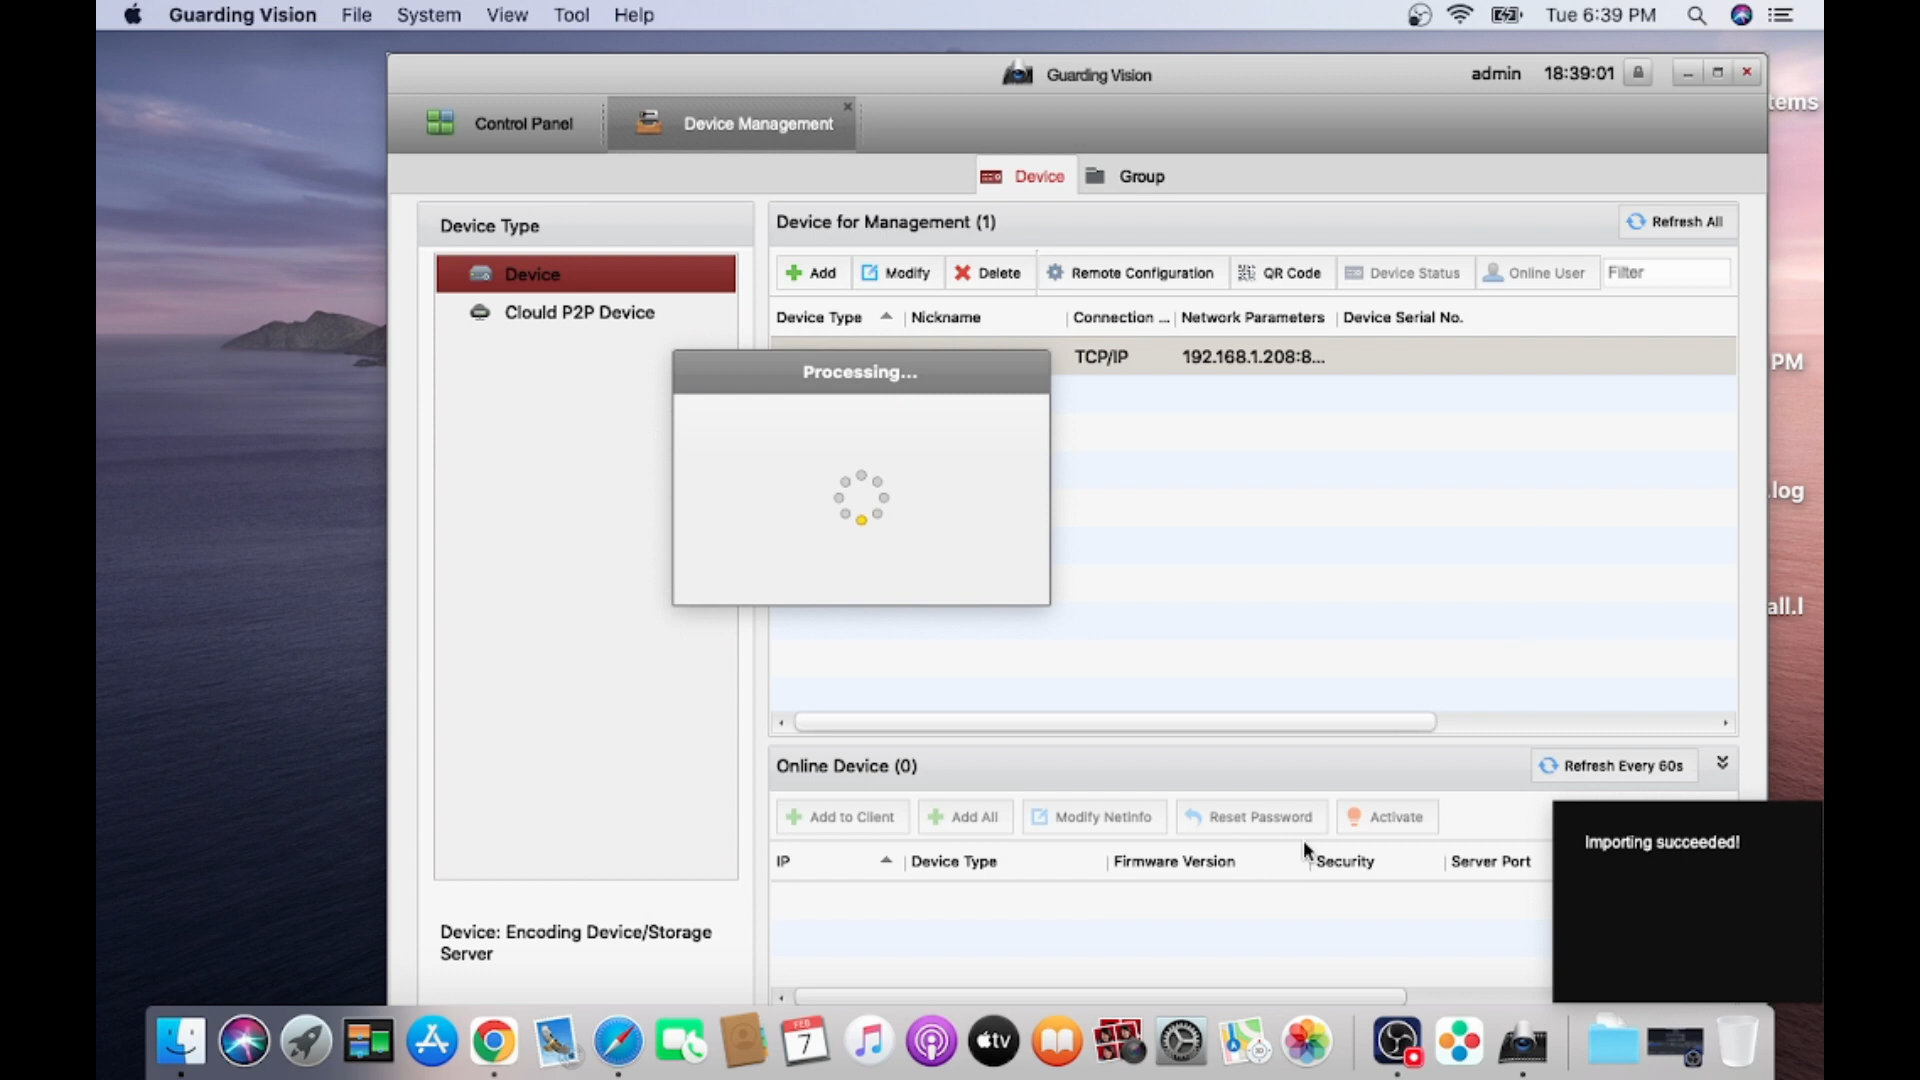 Guarding Vision File System View Tool Help Tue 6:39 PM
Guarding Vision admin 18:39:01
Control Panel Device Management
Device Group
Device Type
Device
Clould P2P Device
Device: Encoding Device/Storage
Server
Device for Management (1) Refresh All
Add Modify Delete Remote Configuration QR Code Device Status Online User Filter
Device Type Nickname Connection ... Network Parameters Device Serial No.
TCP/IP 192.168.1.208:8...
Processing...
Online Device (0) Refresh Every 60s
Add to Client Add All Modify Netinfo Reset Password Activate
IP Device Type Firmware Version Security Server Port
Importing succeeded!
tems
PM
.log
all.l
FEB
7
tv